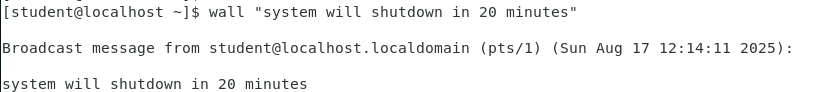 [student@localhost ~]$ wall "system will shutdown in 20 minutes"
Broadcast message from student@localhost.localdomain (pts/1) (Sun Aug 17 12:14:11 2025):
system will shutdown in 20 minutes